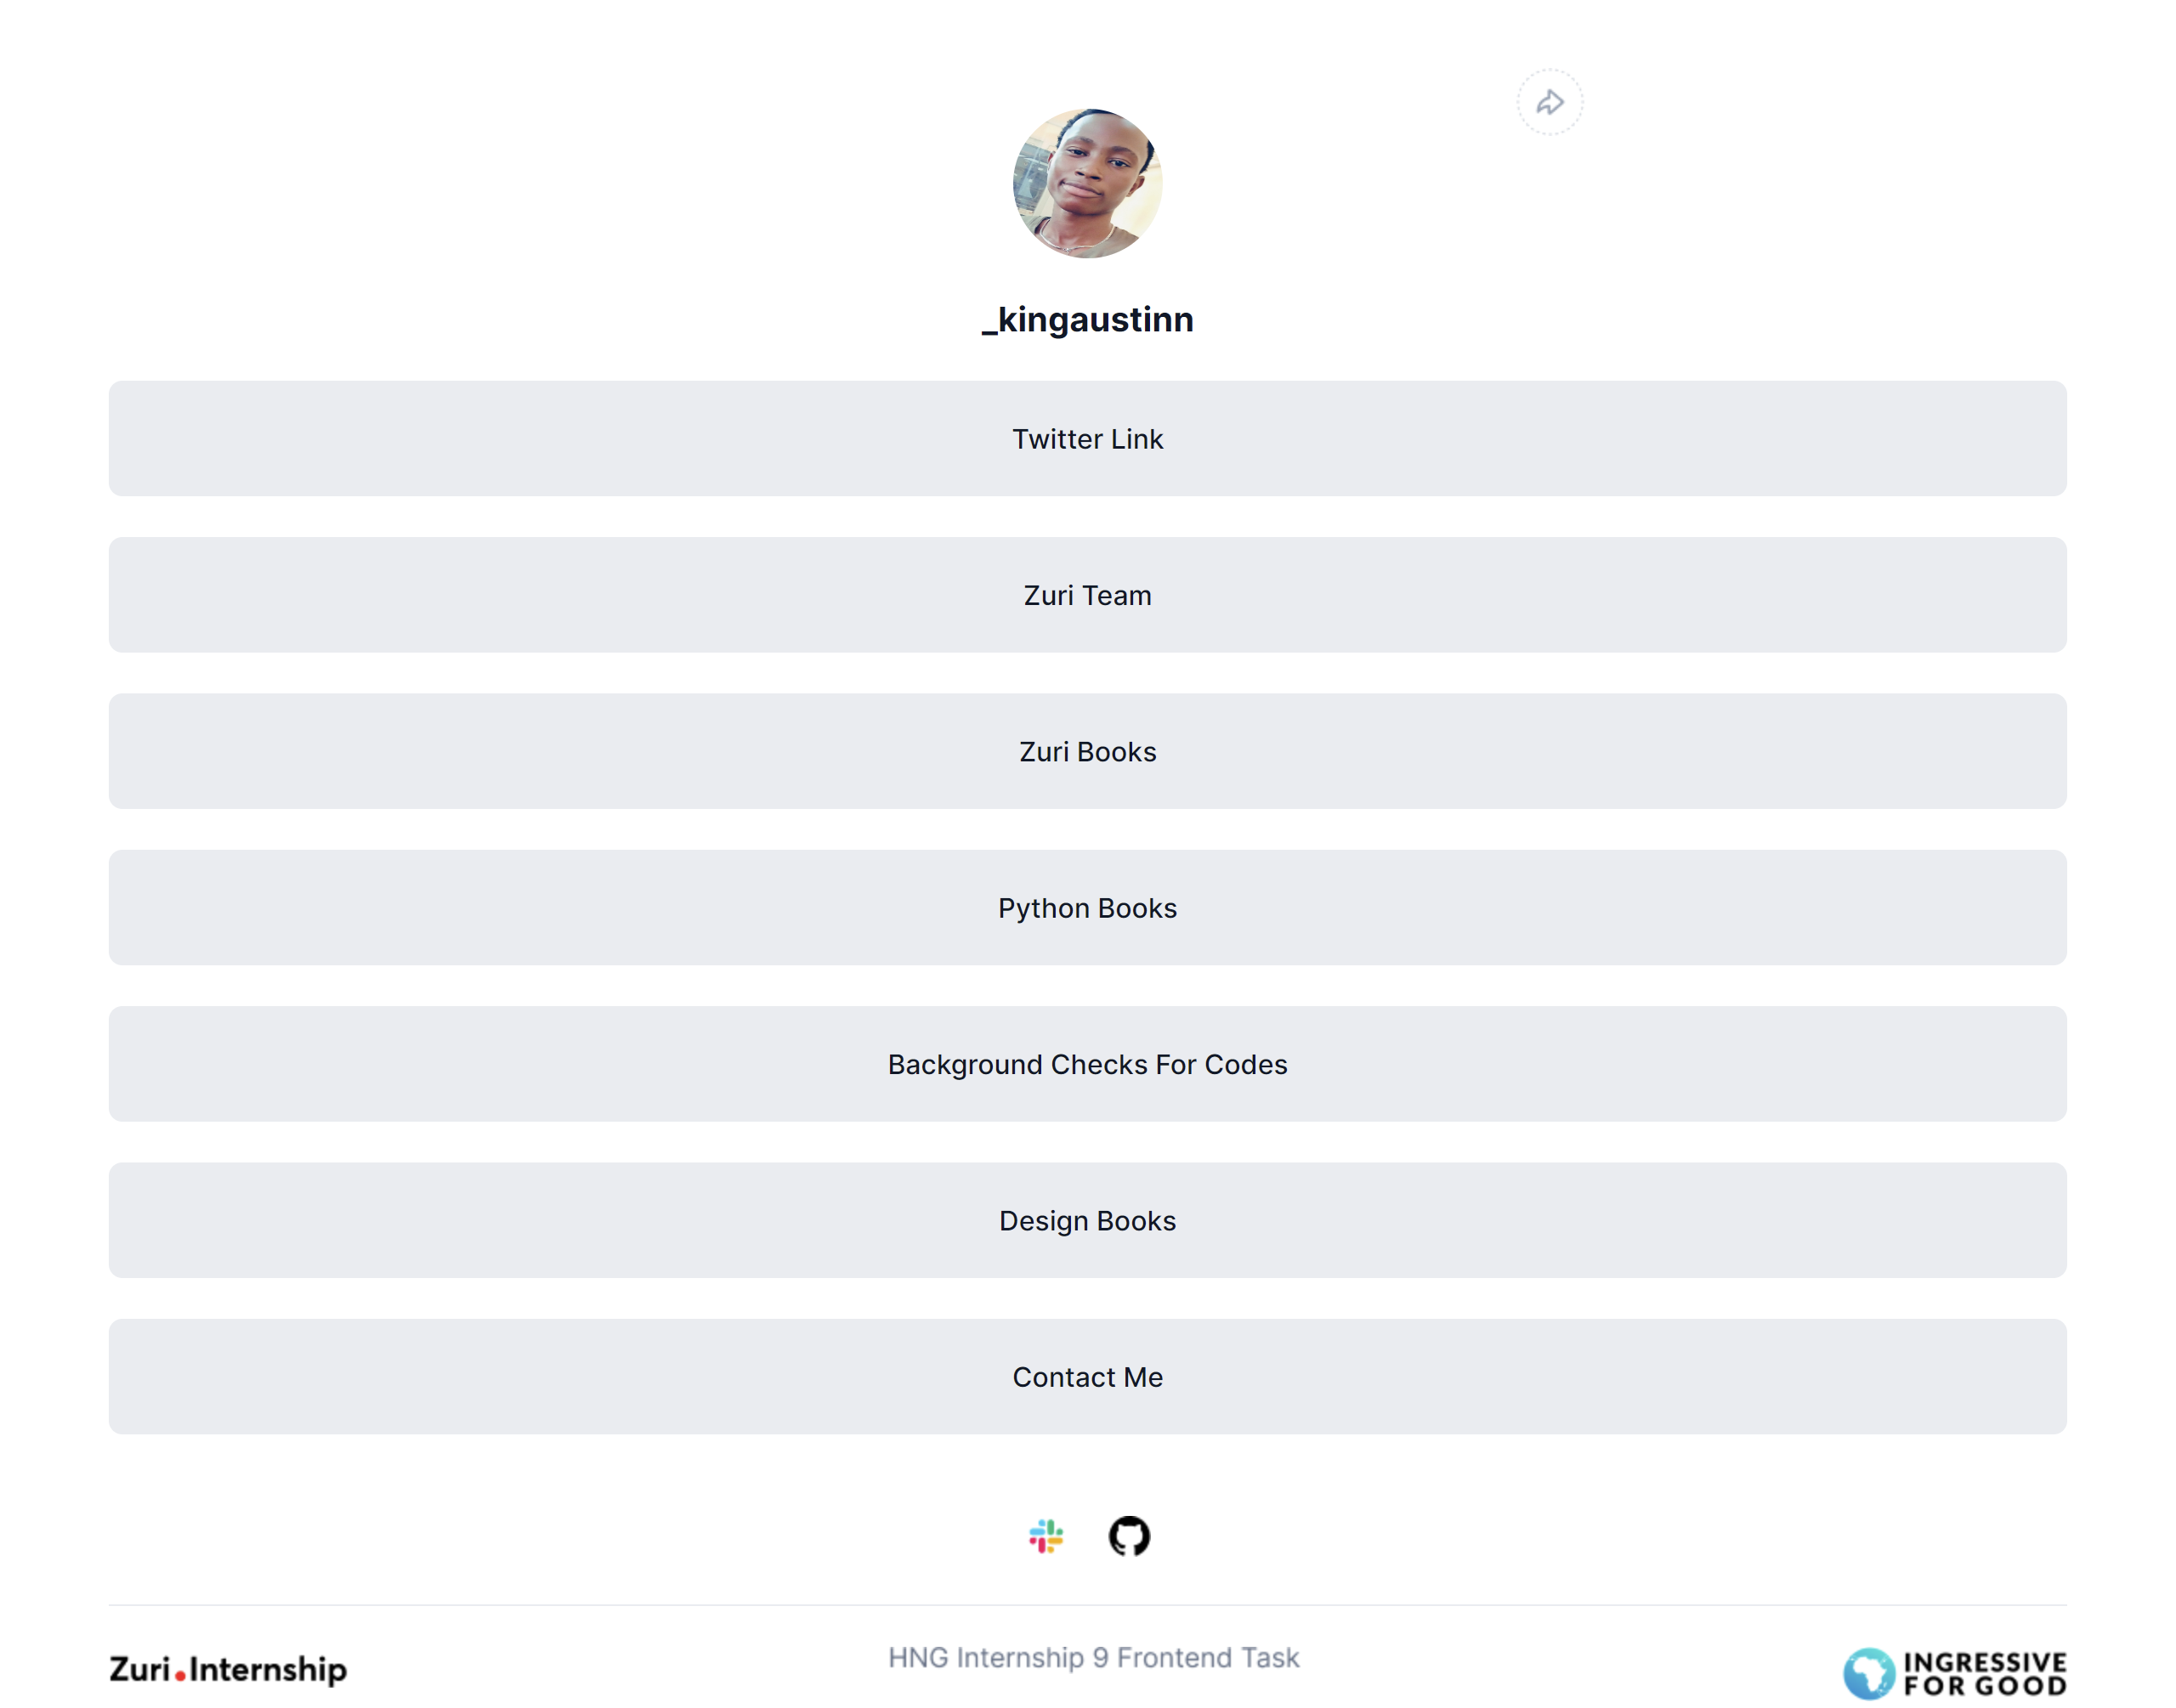 _kingaustinn
Twitter Link
Zuri Team
Zuri Books
Python Books
Background Checks For Codes
Design Books
Contact Me
Zuri.Internship
HNG Internship 9 Frontend Task
INGRESSIVE
FOR GOOD